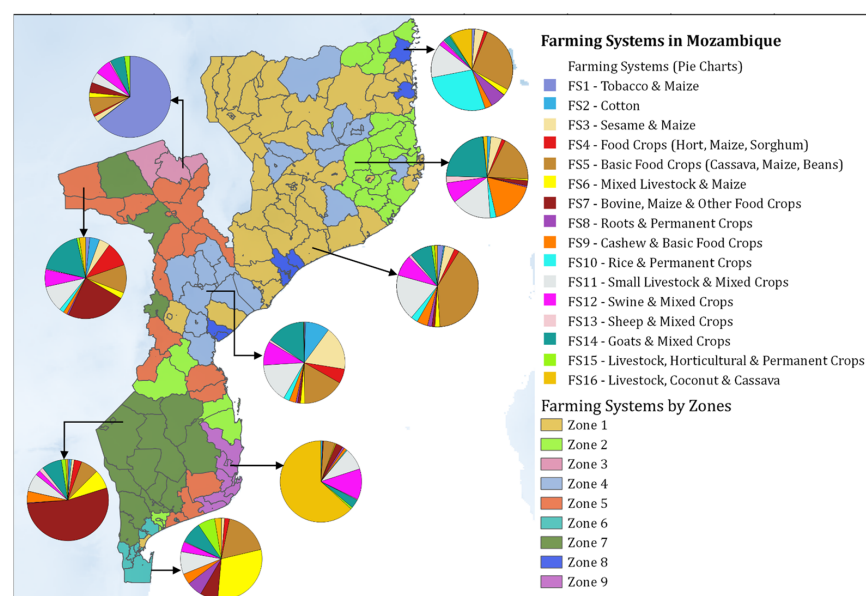 Farming Systems in Mozambique
Farming Systems (Pie Charts)
FS1 - Tobacco & Maize
FS2 - Cotton
FS3 - Sesame & Maize
FS4 - Food Crops (Hort, Maize, Sorghum)
FS5 - Basic Food Crops (Cassava, Maize, Beans)
FS6 - Mixed Livestock & Maize
FS7 - Bovine, Maize & Other Food Crops
FS8 - Roots & Permanent Crops
FS9 - Cashew & Basic Food Crops
FS10 - Rice & Permanent Crops
FS11 - Small Livestock & Mixed Crops
FS12 - Swine & Mixed Crops
FS13 - Sheep & Mixed Crops
FS14 - Goats & Mixed Crops
FS15 - Livestock, Horticultural & Permanent Crops
FS16 - Livestock, Coconut & Cassava
Farming Systems by Zones
Zone 1
Zone 2
Zone 3
Zone 4
Zone 5
Zone 6
Zone 7
Zone 8
Zone 9